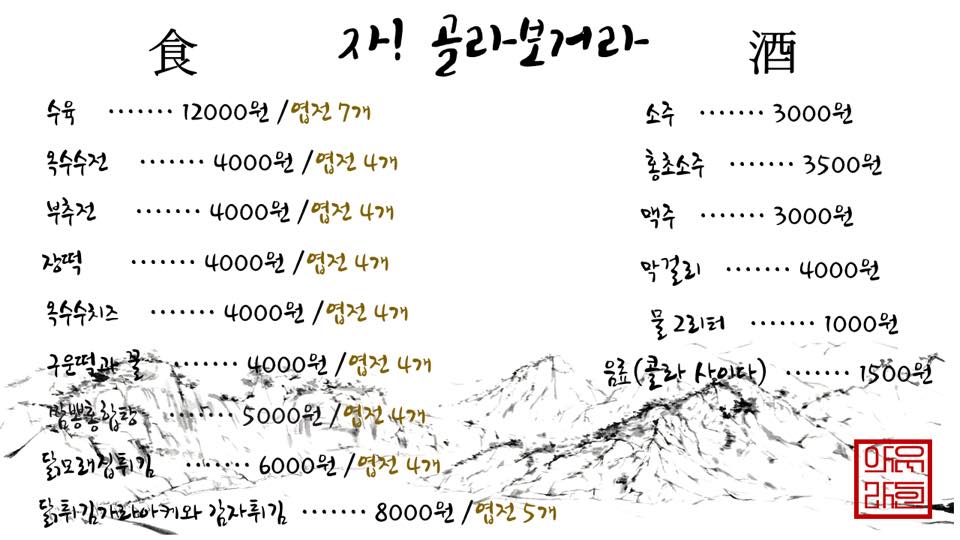 食
자! 골라보거라
酒
수육 ······· 12000원 /엽전 7개
옥수수전 ······· 4000원 /엽전 4개
부추전 ······· 4000원 /엽전 4개
장떡 ······· 4000원 /엽전 4개
옥수수치즈 ······· 4000원 /엽전 4개
구운떡과 꿀 ······· 4000원 /엽전 4개
짬뽕홍합탕 ······· 5000원 /엽전 4개
닭모래집튀김 ······· 6000원 /엽전 4개
닭튀김가라아키와 감자튀김 ······· 8000원 /엽전 5개
소주 ······· 3000원
홍초소주 ······· 3500원
맥주 ······· 3000원
막걸리 ······· 4000원
물 2리터 ······· 1000원
음료(콜라 사이다) ······· 1500원